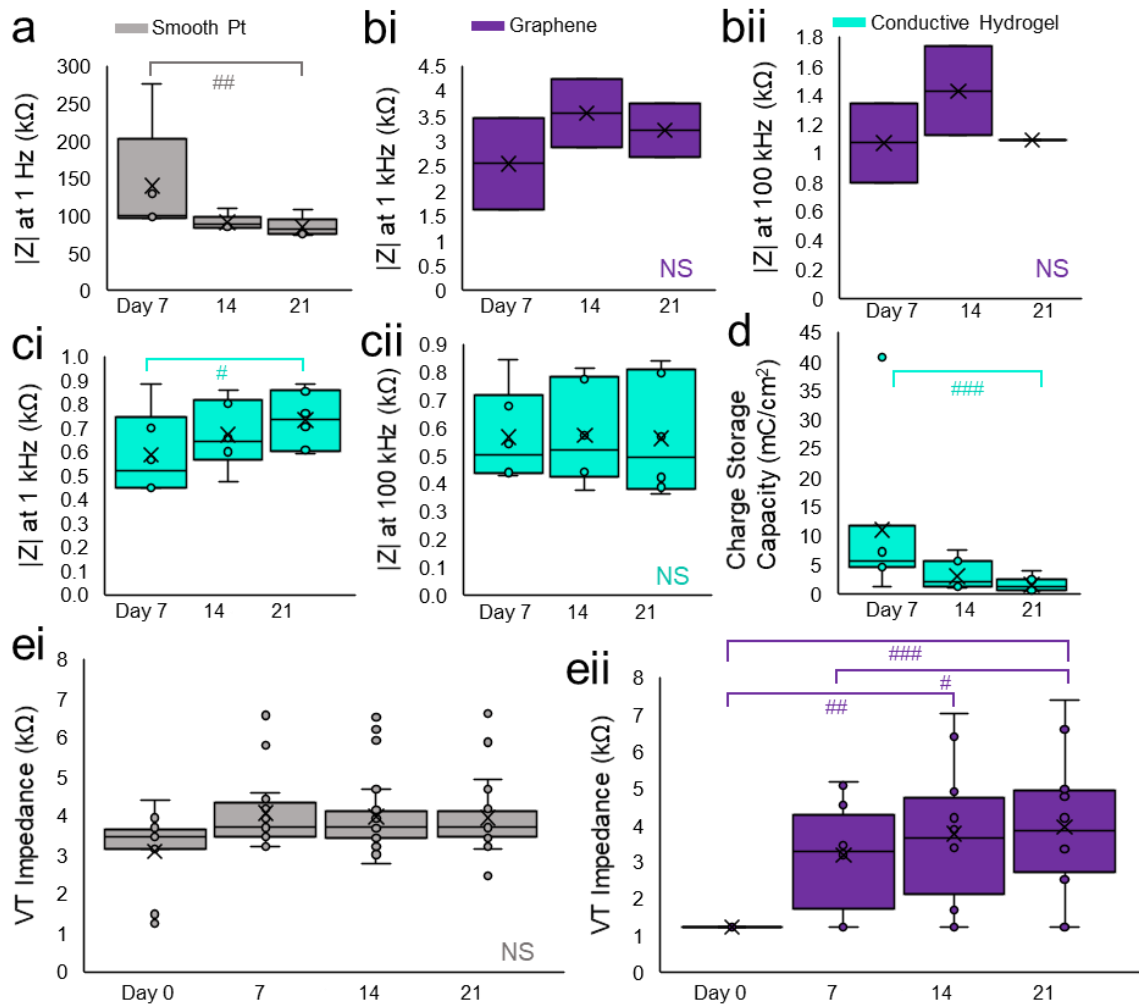 a
Smooth Pt
|Z| at 1 Hz (kΩ)
300
250
200
150
100
50
0
##
Day 7 14 21
bi
Graphene
|Z| at 1 kHz (kΩ)
4.5
4
3.5
3
2.5
2
1.5
1
0.5
0
NS
Day 7 14 21
bii
Conductive Hydrogel
|Z| at 100 kHz (kΩ)
1.8
1.6
1.4
1.2
1
0.8
0.6
0.4
0.2
0
NS
Day 7 14 21
ci
|Z| at 1 kHz (kΩ)
1.0
0.9
0.8
0.7
0.6
0.5
0.4
0.3
0.2
0.1
0.0
#
Day 7 14 21
cii
|Z| at 100 kHz (kΩ)
0.9
0.8
0.7
0.6
0.5
0.4
0.3
0.2
0.1
0.0
NS
Day 7 14 21
d
Charge Storage
Capacity (mC/cm²)
45
40
35
30
25
20
15
10
5
0
###
Day 7 14 21
ei
VT Impedance (kΩ)
8
7
6
5
4
3
2
1
0
NS
Day 0 7 14 21
eii
VT Impedance (kΩ)
8
7
6
5
4
3
2
1
0
###
#
##
Day 0 7 14 21